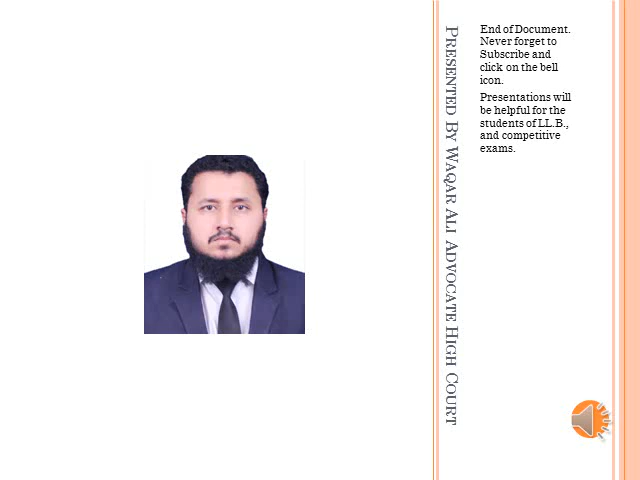 Presented By Waqar Ali Advocate High Court
End of Document.
Never forget to
Subscribe and
click on the bell
icon.
Presentations will
be helpful for the
students of LL.B.,
and competitive
exams.